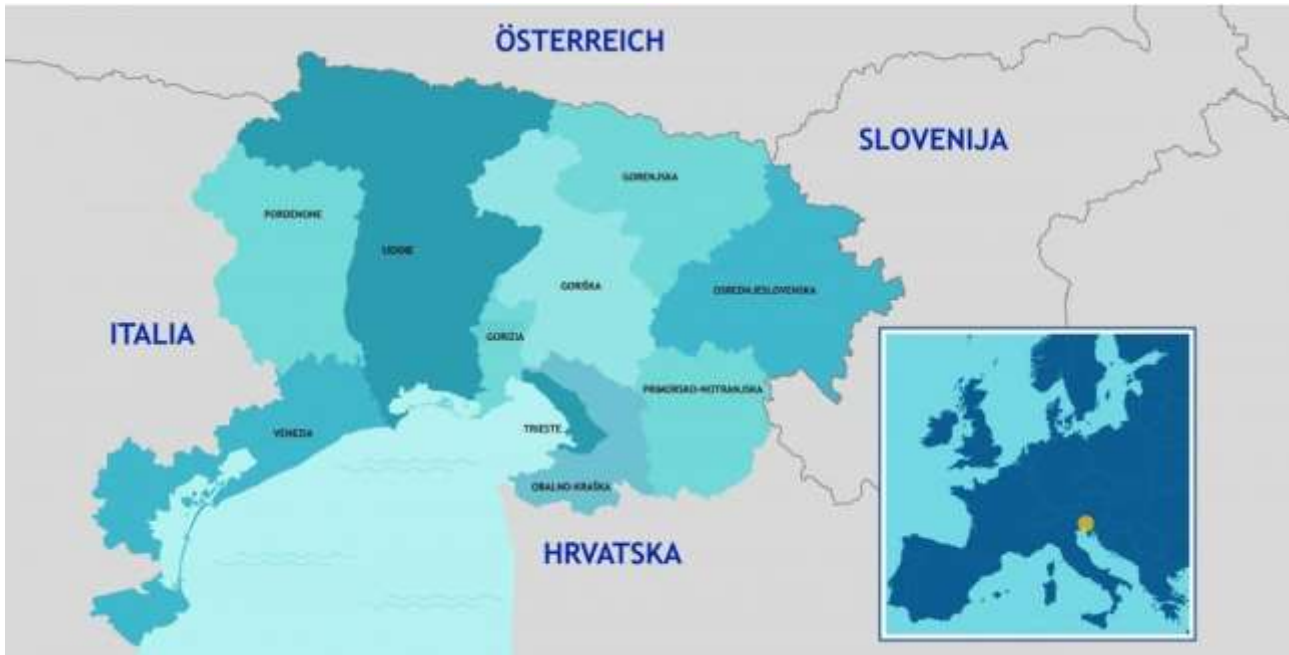 ÖSTERREICH
SLOVENIJA
GORENJSKA
PORDENONE
UDINE
GORIŠKA
OSREDNJESLOVENSKA
ITALIA
GORIZIA
PRIMORSKO-NOTRANJSKA
VENEZIA
TRIESTE
OBALNO-KRAŠKA
HRVATSKA